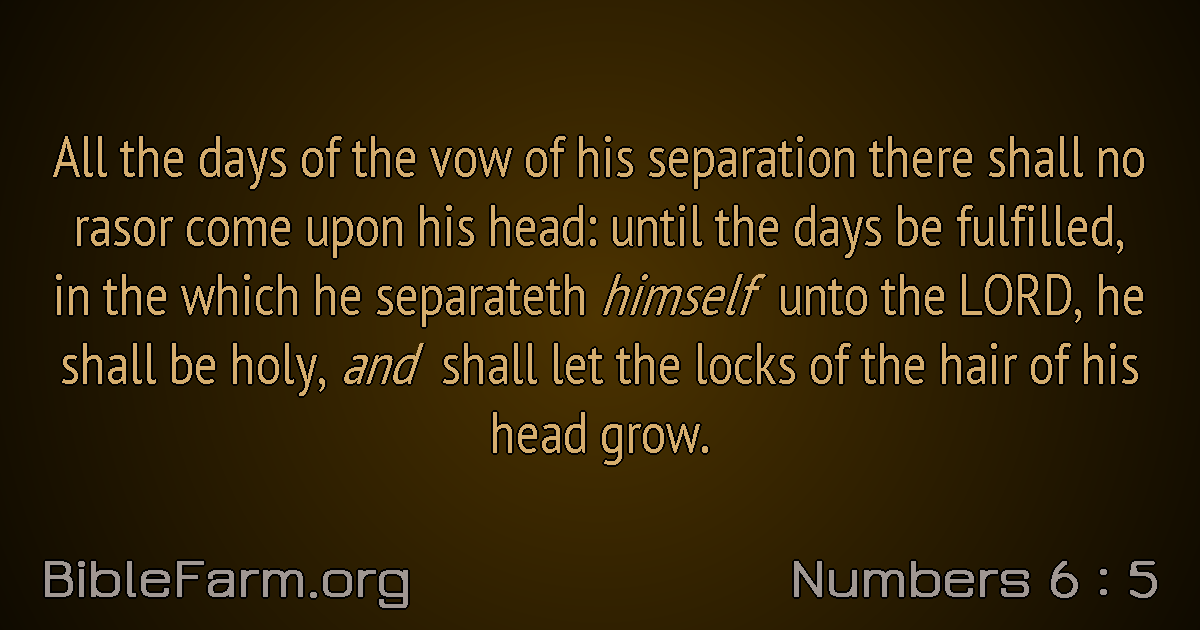 All the days of the vow of his separation there shall no
rasor come upon his head: until the days be fulfilled,
in the which he separateth himself unto the LORD, he
shall be holy, and shall let the locks of the hair of his
head grow.
BibleFarm.org
Numbers 6 : 5